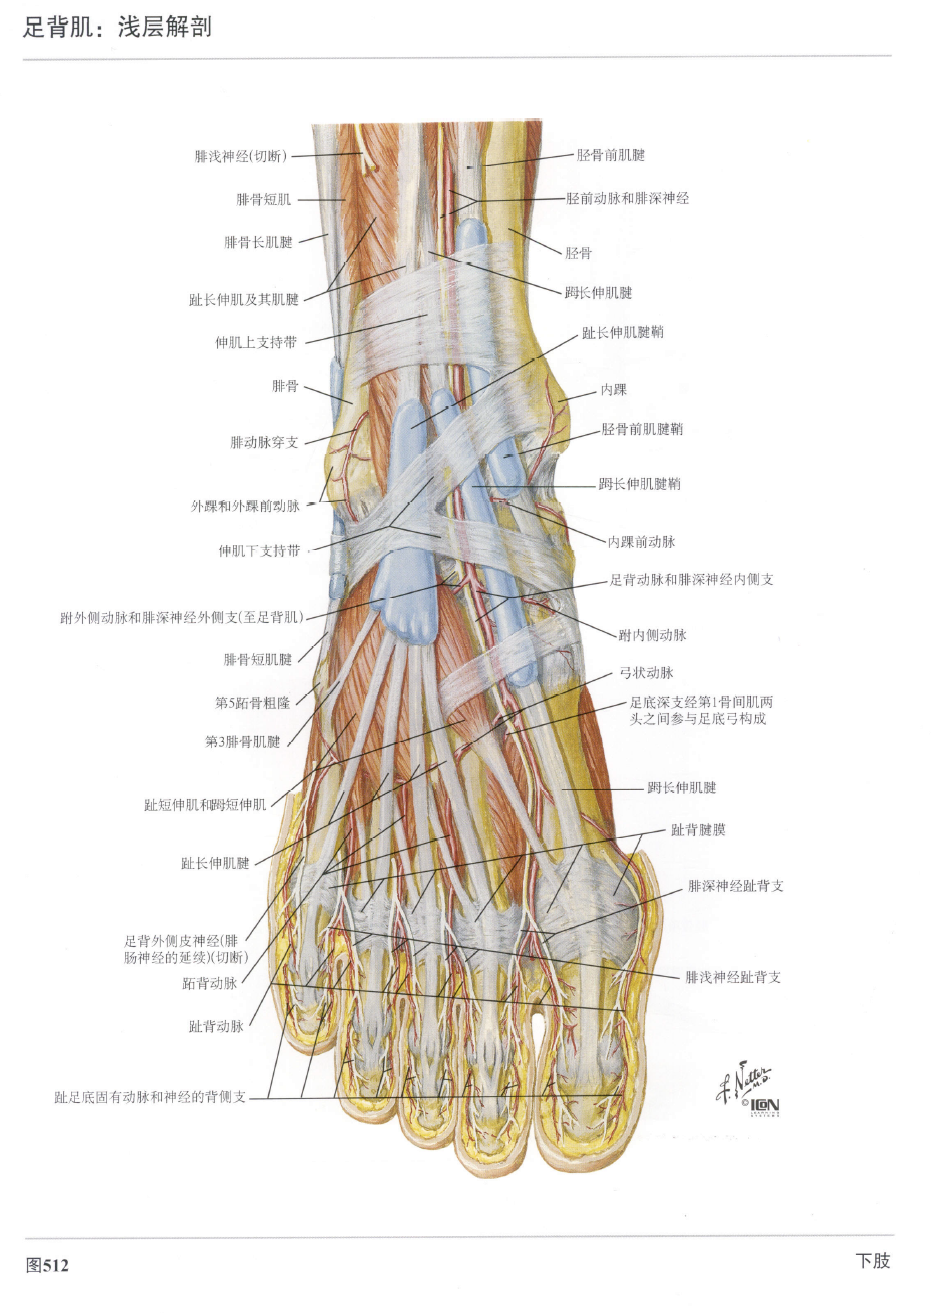 足背肌：浅层解剖
腓浅神经(切断)
腓骨短肌
腓骨长肌腱
趾长伸肌及其肌腱
伸肌上支持带
腓骨
腓动脉穿支
外踝和外踝前动脉
伸肌下支持带
跗外侧动脉和腓深神经外侧支(至足背肌)
腓骨短肌腱
第5跖骨粗隆
第3腓骨肌腱
趾短伸肌和踇短伸肌
趾长伸肌腱
足背外侧皮神经(腓
肠神经的延续)(切断)
跖背动脉
趾背动脉
趾足底固有动脉和神经的背侧支
胫骨前肌腱
胫前动脉和腓深神经
胫骨
踇长伸肌腱
趾长伸肌腱鞘
内踝
胫骨前肌腱鞘
踇长伸肌腱鞘
内踝前动脉
足背动脉和腓深神经内侧支
跗内侧动脉
弓状动脉
足底深支经第1骨间肌两
头之间参与足底弓构成
踇长伸肌腱
趾背腱膜
腓深神经趾背支
腓浅神经趾背支
F. Netter
M.D.
© ICON
LEARNING
SYSTEMS
图512
下肢